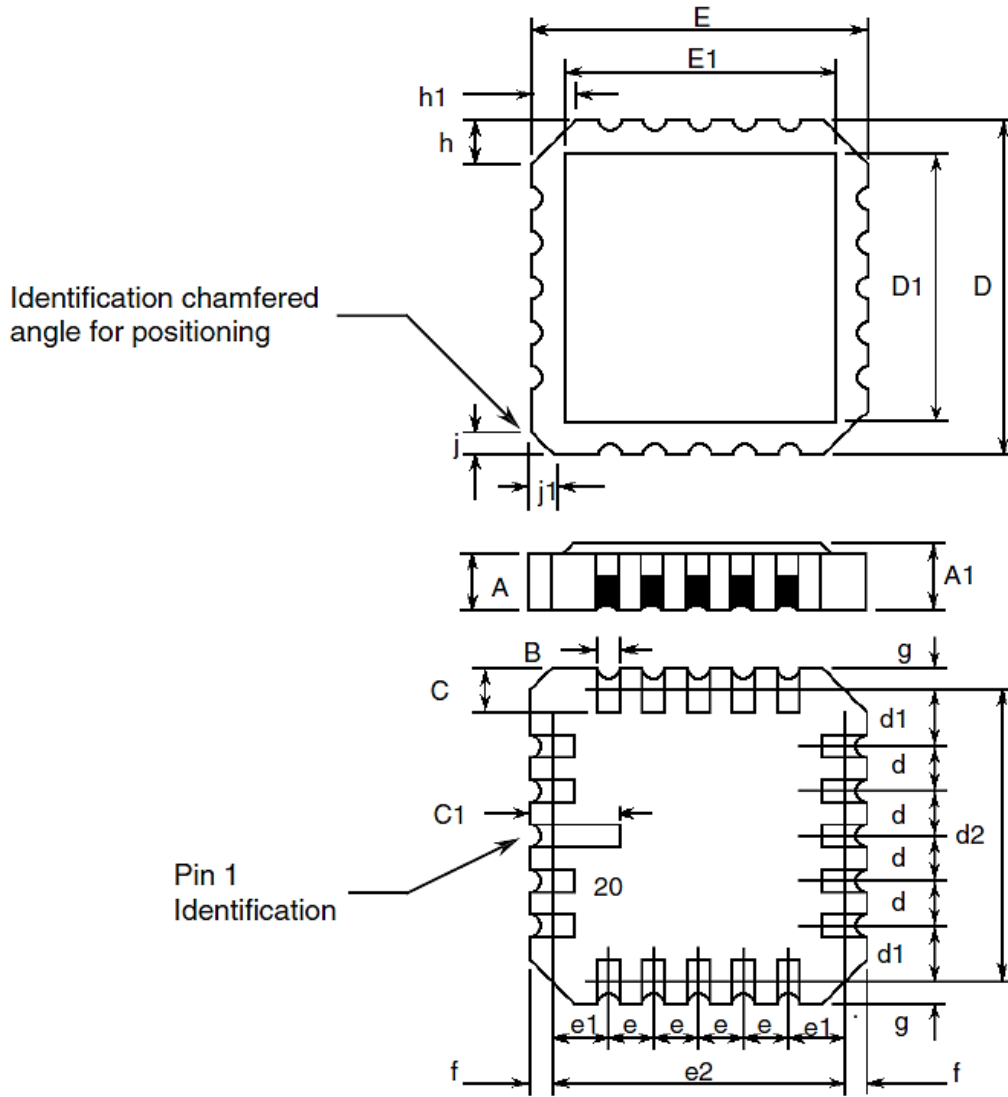 E
E1
h1
h
D1
D
Identification chamfered
angle for positioning
j
j1
A
A1
B
g
C
d1
d
C1
d
d2
Pin 1
Identification
20
d
d
d1
e1 e e e e e1
g
f
e2
f